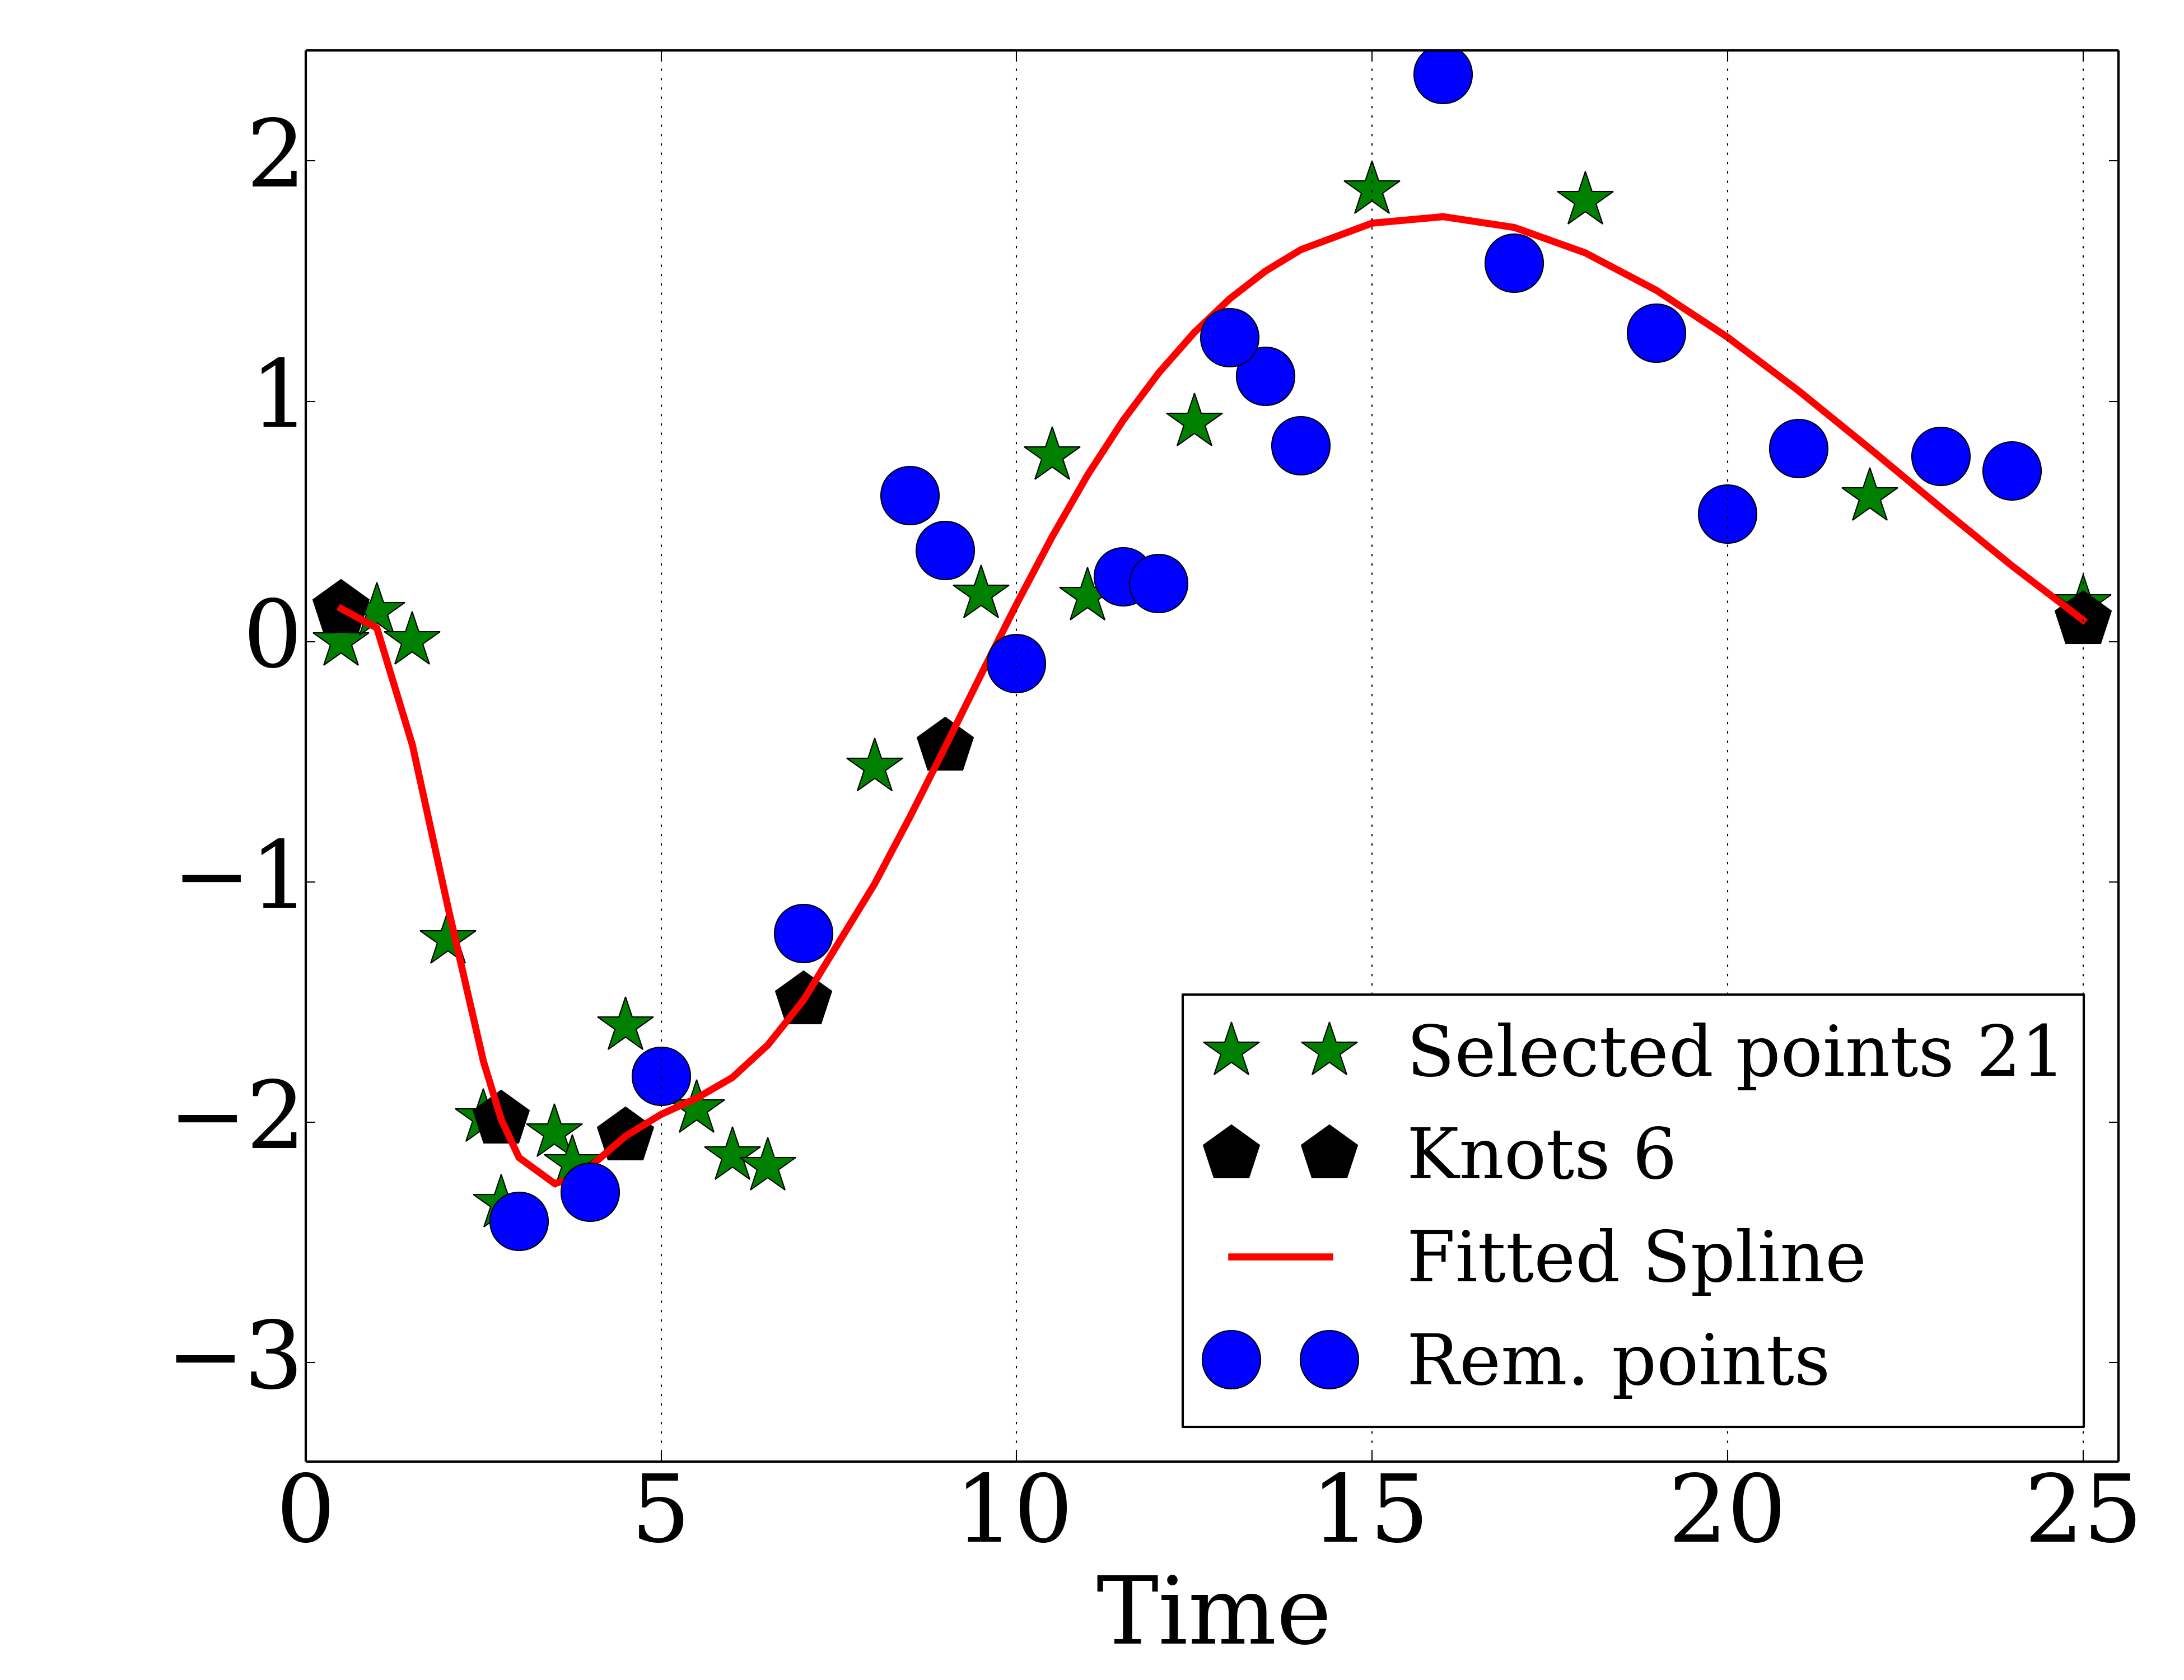 2
1
0
−1
−2
−3
0 5 10 15 20 25
Time
Selected points 21
Knots 6
Fitted Spline
Rem. points